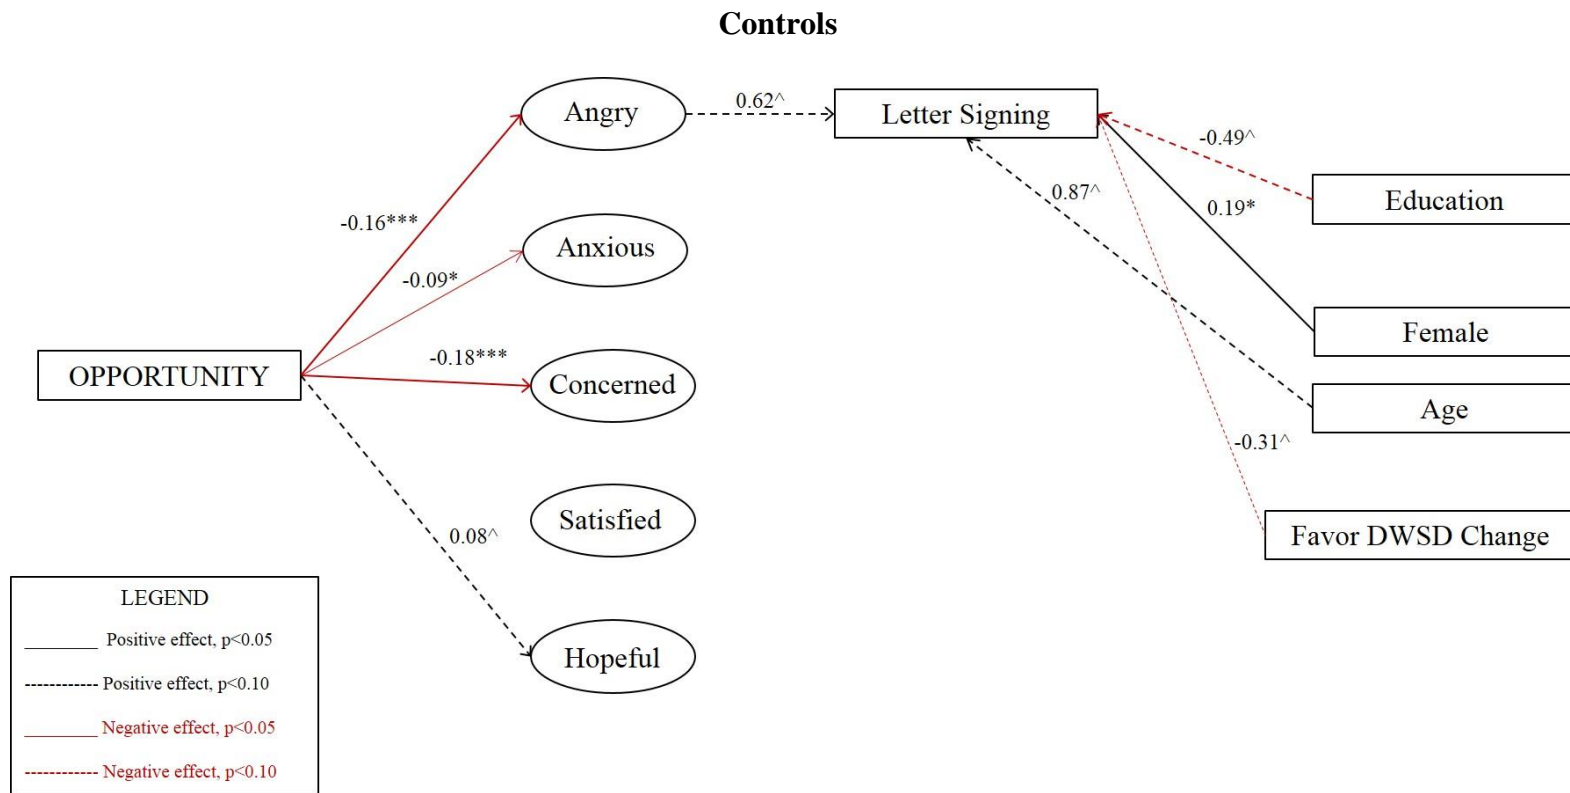 Controls
Angry
0.62^
Letter Signing
-0.49^
Education
0.87^
0.19*
-0.16***
Anxious
-0.09*
Female
-0.18***
OPPORTUNITY
Concerned
Age
-0.31^
Satisfied
0.08^
Favor DWSD Change
Hopeful
LEGEND
Positive effect, p<0.05
Positive effect, p<0.10
Negative effect, p<0.05
Negative effect, p<0.10